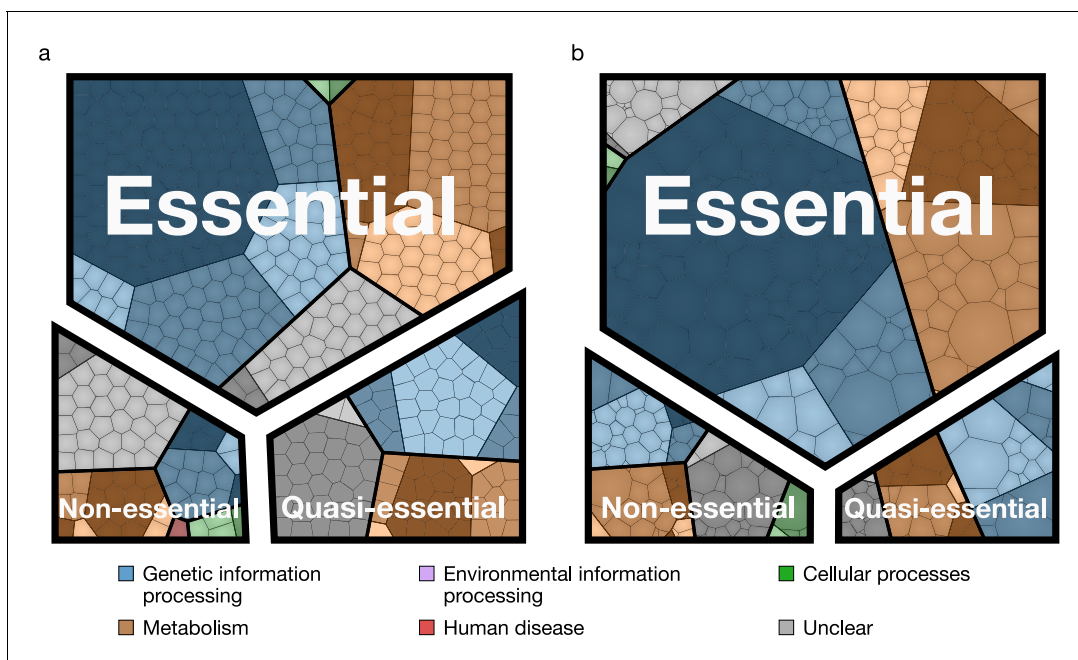 a
b
Essential
Essential
Non-essential
Quasi-essential
Non-essential
Quasi-essential
Genetic information
processing
Environmental information
processing
Cellular processes
Metabolism
Human disease
Unclear